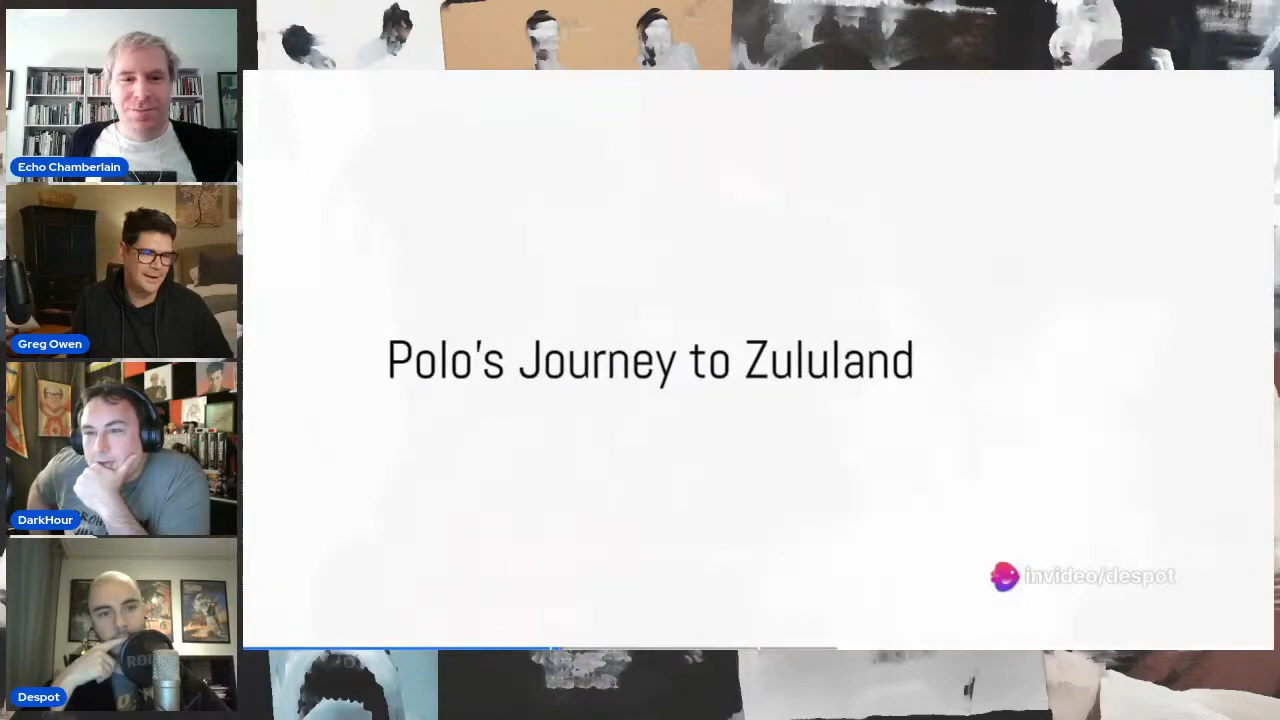 Echo Chamberlain
Greg Owen
DarkHour
Despot
Polo's Journey to Zululand
invideo/despot